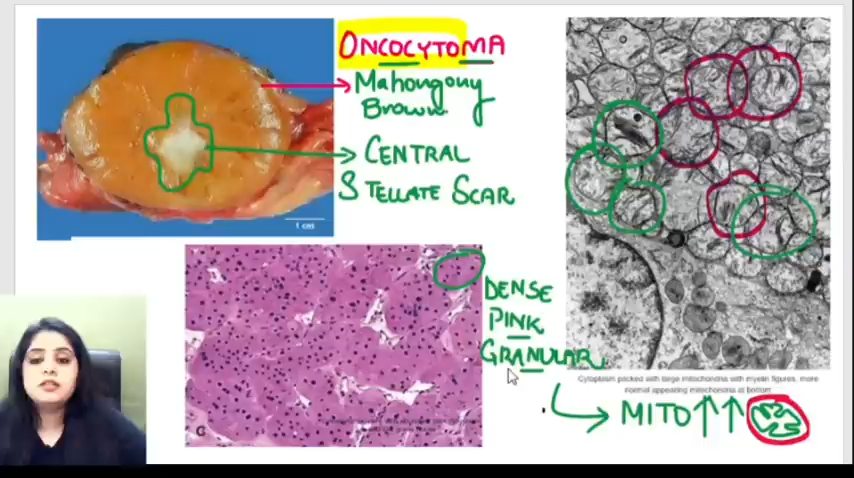 ONCOCYTOMA
Mahongony
Brown
CENTRAL
STELLATE SCAR
1 cm
DENSE
PINK
GRANULAR
C
Cytoplasm packed with large mitochondria with myelin figures, more
normal appearing mitochondria at bottom
MITO↑↑